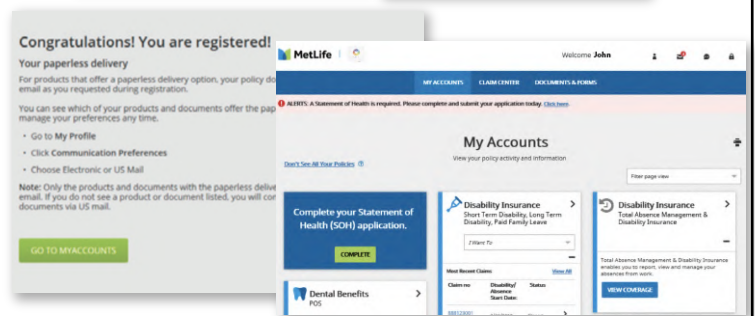 Congratulations! You are registered!
Your paperless delivery
For products that offer a paperless delivery option, your policy do
email as you requested during registration.
You can see which of your products and documents offer the pap
manage your preferences any time.
• Go to My Profile
• Click Communication Preferences
• Choose Electronic or US Mail
Note: Only the products and documents with the paperless delive
email. If you do not see a product or document listed, you will con
documents via US mail.
GO TO MYACCOUNTS
MetLife
Welcome John
MY ACCOUNTS CLAIM CENTER DOCUMENTS & FORMS
ALERTS: A Statement of Health is required. Please complete and submit your application today. Click here
My Accounts
View your policy activity and information
Don't See All Your Policies
Filter page view
Complete your Statement of
Health (SOH) application.
COMPLETE
Dental Benefits
POS
Disability Insurance
Short Term Disability, Long Term
Disability, Paid Family
Leave
I Want To
Most Recent Claims View All
Claim no Disability/
Absence
Start Date: Status
Disability Insurance
Total Absence Management &
Disability Insurance
Total Absence Management & Disability Insurance
enables you to report, view and manage your
absences from work.
VIEW COVERAGE